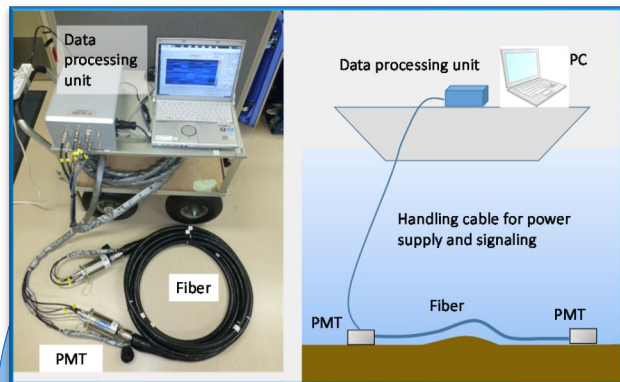 Data
processing
unit
Fiber
PMT
Data processing unit
PC
Handling cable for power
supply and signaling
Fiber
PMT
PMT